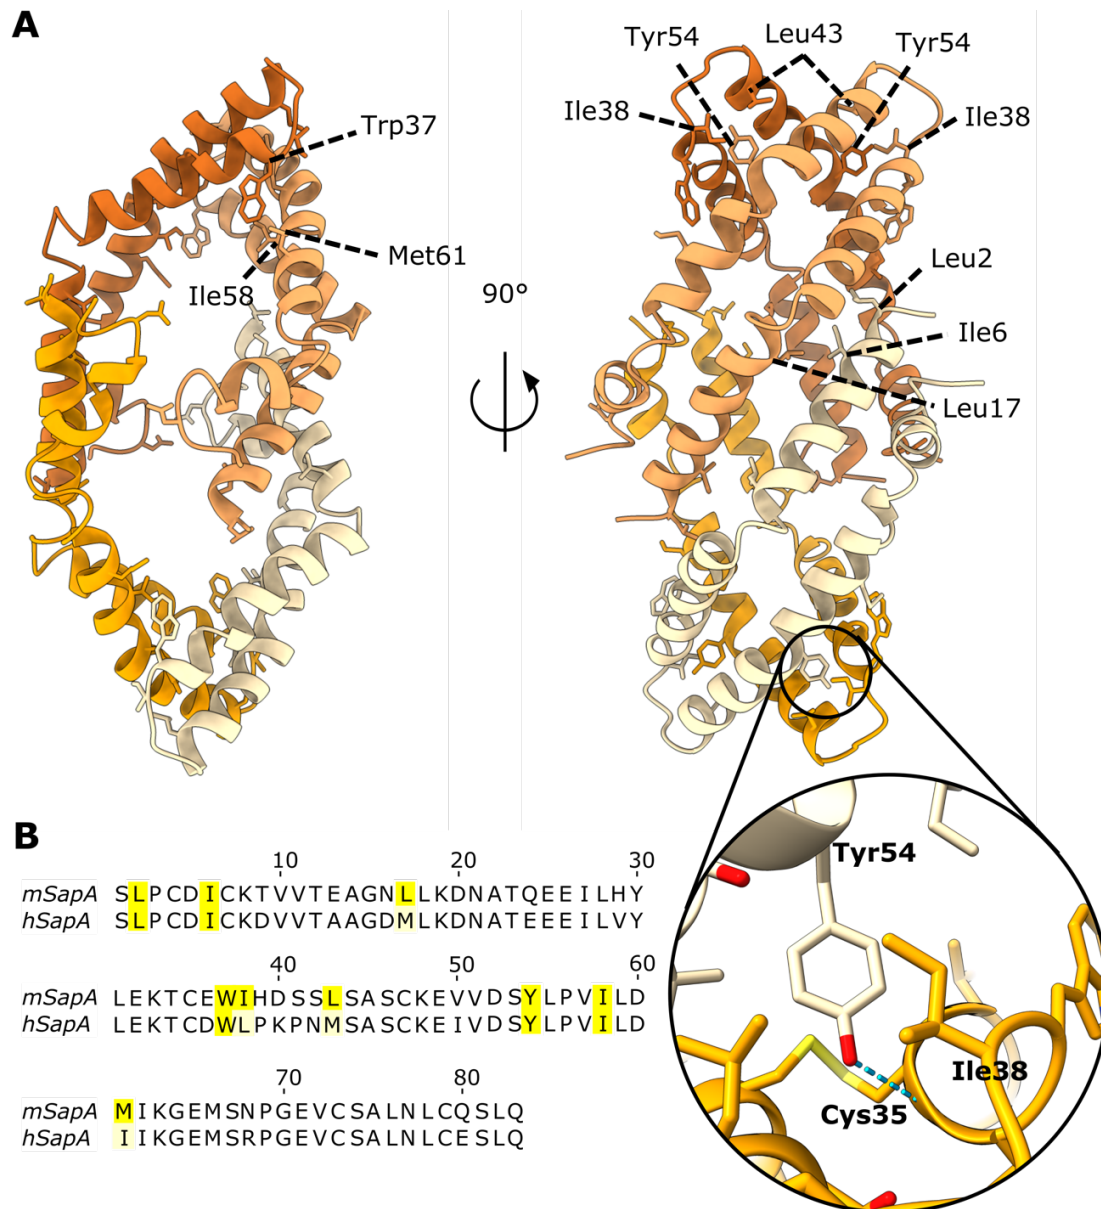 A
Tyr54
Leu43
Tyr54
Ile38
Ile38
Trp37
Met61
Ile58
90°
Leu2
Ile6
Leu17
Tyr54
Ile38
Cys35
B
10 20 30
mSapA SLPCDICKTVVTEAGNLLKDNATQEEILHY
hSapA SLPCDICKDVVTAAGDMLKDNATEEEILVY
40 50 60
mSapA LEKTCEWIHDSSLSASCKEVVDSYLPVILD
hSapA LEKTCDWLPKPNMSASCKEIVDSYLPVILD
70 80
mSapA MIKGEMSNPGEVCSALNLCQSLQ
hSapA IIKGEMSRPGEVCSALNLCESLQ